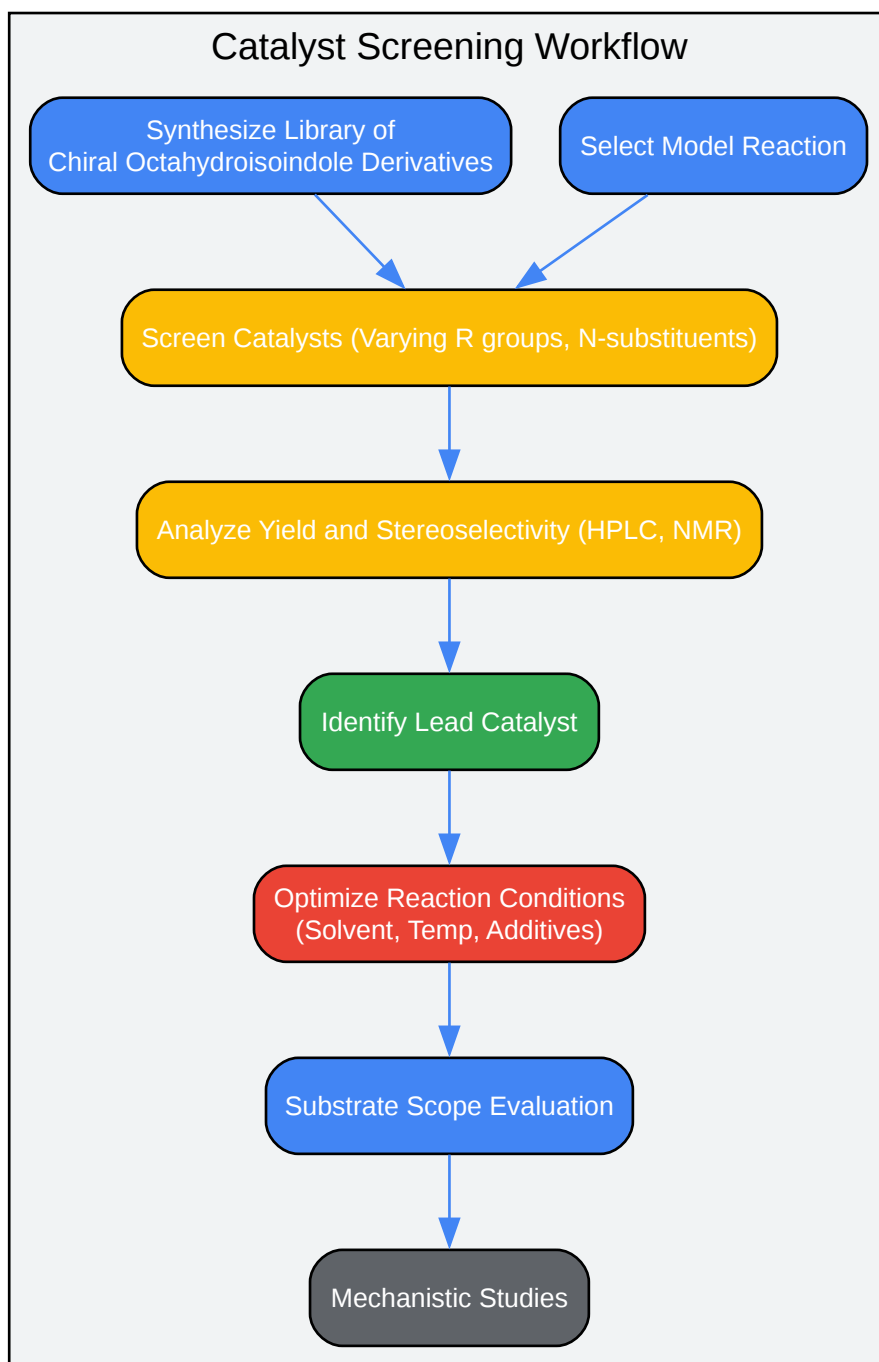 Catalyst Screening Workflow
Synthesize Library of
Chiral Octahydroisoindole Derivatives
Select Model Reaction
Screen Catalysts (Varying R groups, N-substituents)
Analyze Yield and Stereoselectivity (HPLC, NMR)
Identify Lead Catalyst
Optimize Reaction Conditions
(Solvent, Temp, Additives)
Substrate Scope Evaluation
Mechanistic Studies